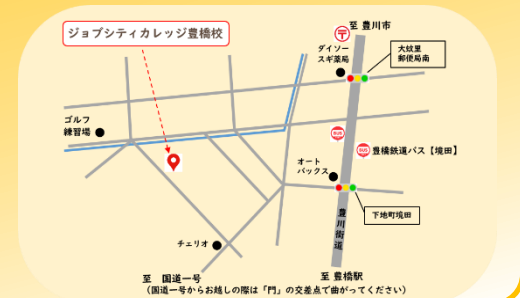 ジョブシティカレッジ豊橋校
至 豊川市
ダイソー
スギ薬局
大蚊里
郵便局南
ゴルフ
練習場
BUS
BUS
豊橋鉄道バス【境田】
オート
バックス
下地町境田
豊川街道
チェリオ
至 国道一号
至 豊橋駅
(国道一号からお越しの際は「門」の交差点で曲がってください)